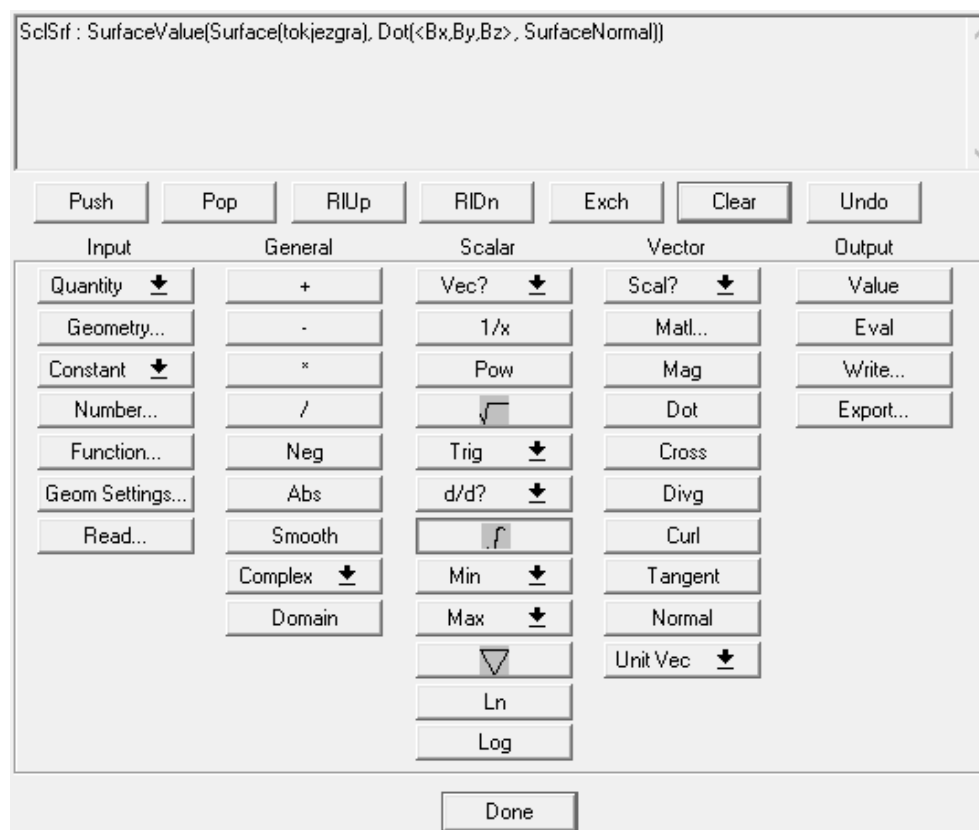 SclSrf : SurfaceValue(Surface(tokjezgra), Dot(<Bx,By,Bz>, SurfaceNormal))
Push Pop RlUp RlDn Exch Clear Undo
Input General Scalar Vector Output
Quantity + Vec? Scal? Value
Geometry... - 1/x Matl... Eval
Constant * Pow Mag Write...
Number... / √ Dot Export...
Function... Neg Trig Cross
Geom Settings... Abs d/d? Divg
Read... Smooth ∫ Curl
Complex Min Tangent
Domain Max Normal
▽ Unit Vec
Ln
Log
Done